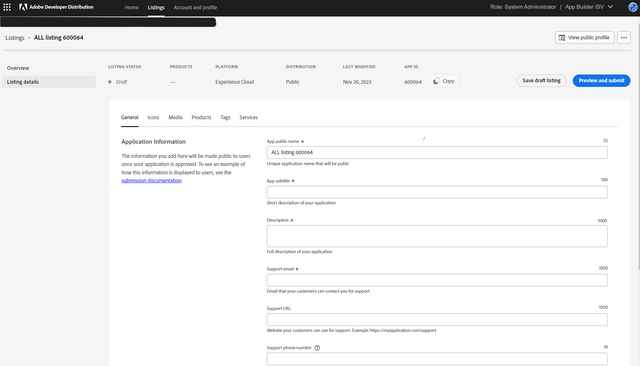 Adobe Developer Distribution
Home Listings Account and profile
Role: System Administrator | App Builder ISV
Listings > ALL listing 600064
View public profile
Overview
Listing details
LISTING STATUS PRODUCTS PLATFORM DISTRIBUTION LAST MODIFIED APP ID
Draft — Experience Cloud Public Nov 20, 2023 600064 Copy
Save draft listing
Preview and submit
General Icons Media Products Tags Services
Application Information
The information you add here will be made public to users
once your application is approved. To see an example of
how this information is displayed to users, see the
submission documentation.
App public name * 32
ALL listing 600064
Unique application name that will be public
App subtitle * 100
Short description of your application
Description * 1000
Full description of your application
Support email * 1000
Email that your customers can contact you for support
Support URL 1000
Website your customers can use for support. Example https://myapplication.com/support
Support phone number 16